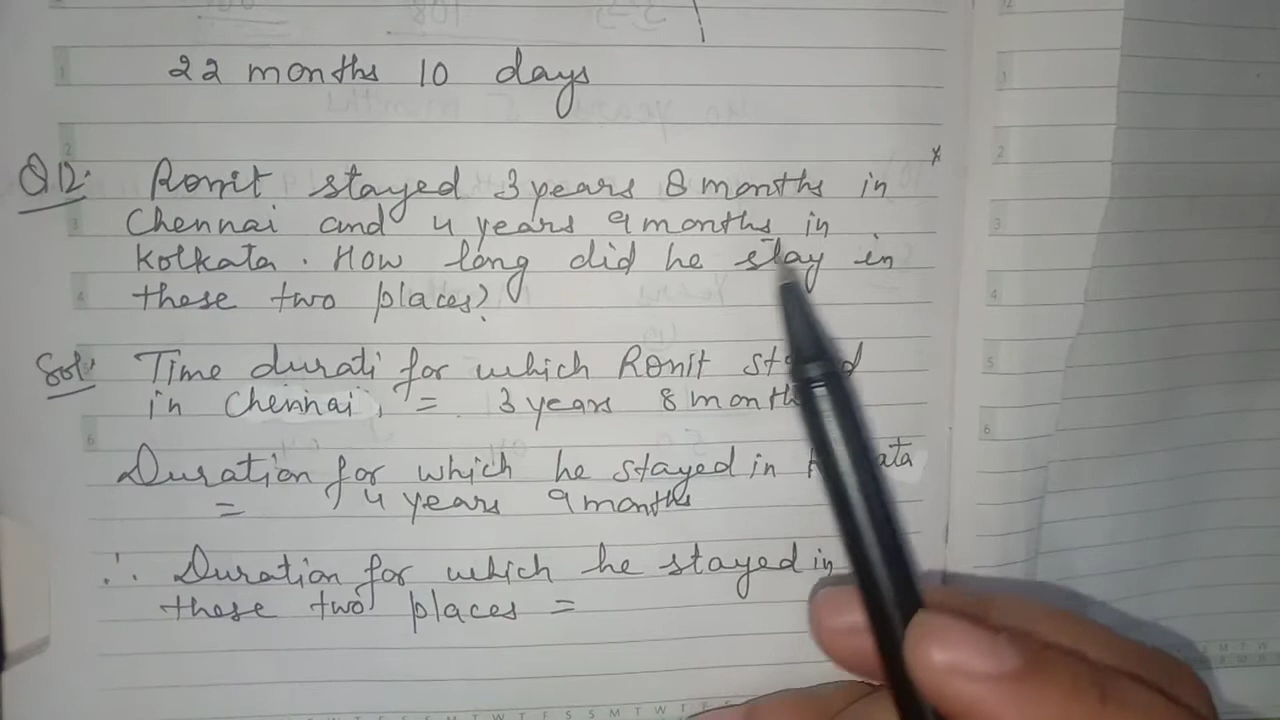 22 months 10 days
Q12. Ronit stayed 3 years 8 months in
Chennai and 4 years 9 months in
Kolkata. How long did he stay in
these two places?
Sol: Time durati for which Ronit
in Chennai, = 3 years 8 months
Duration for which he stayed in
= 4 years 9 months
∴ Duration for which he stayed in
these two places =